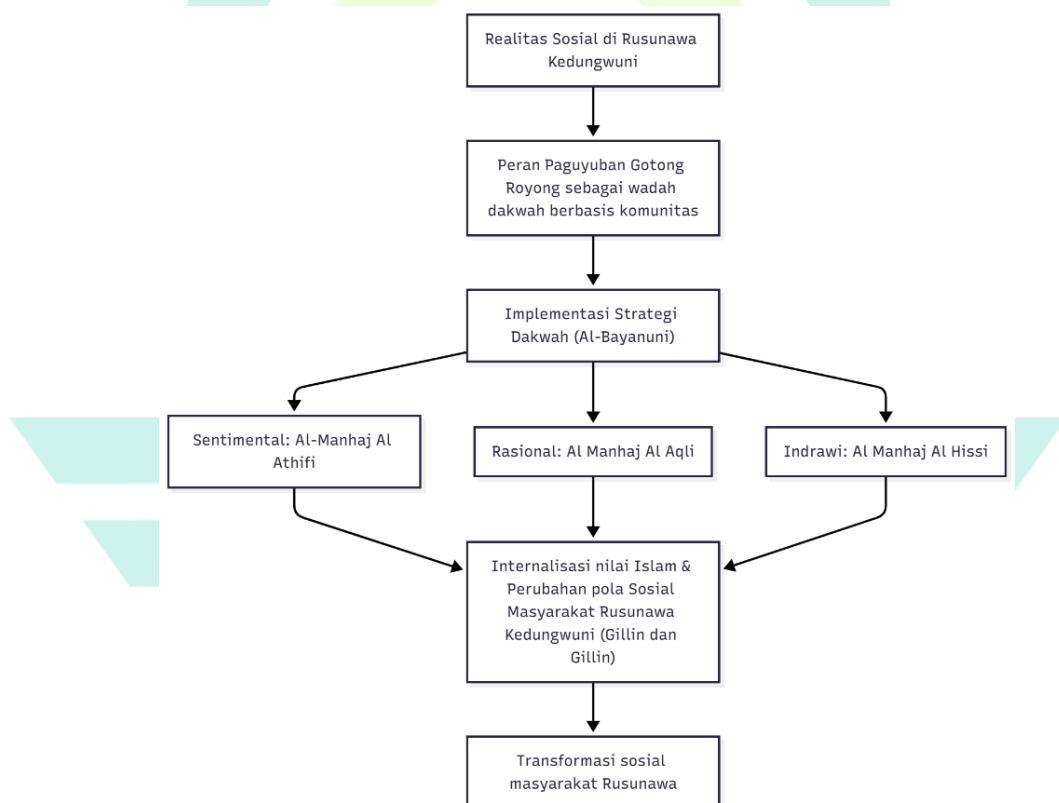 Realitas Sosial di Rusunawa
Kedungwuni
Peran Paguyuban Gotong
Royong sebagai wadah
dakwah berbasis komunitas
Implementasi Strategi
Dakwah (Al-Bayanuni)
Sentimental: Al-Manhaj Al
Athifi
Rasional: Al Manhaj Al Aqli
Indrawi: Al Manhaj Al Hissi
Internalisasi nilai Islam &
Perubahan pola Sosial
Masyarakat Rusunawa
Kedungwuni (Gillin dan
Gillin)
Transformasi sosial
masyarakat Rusunawa